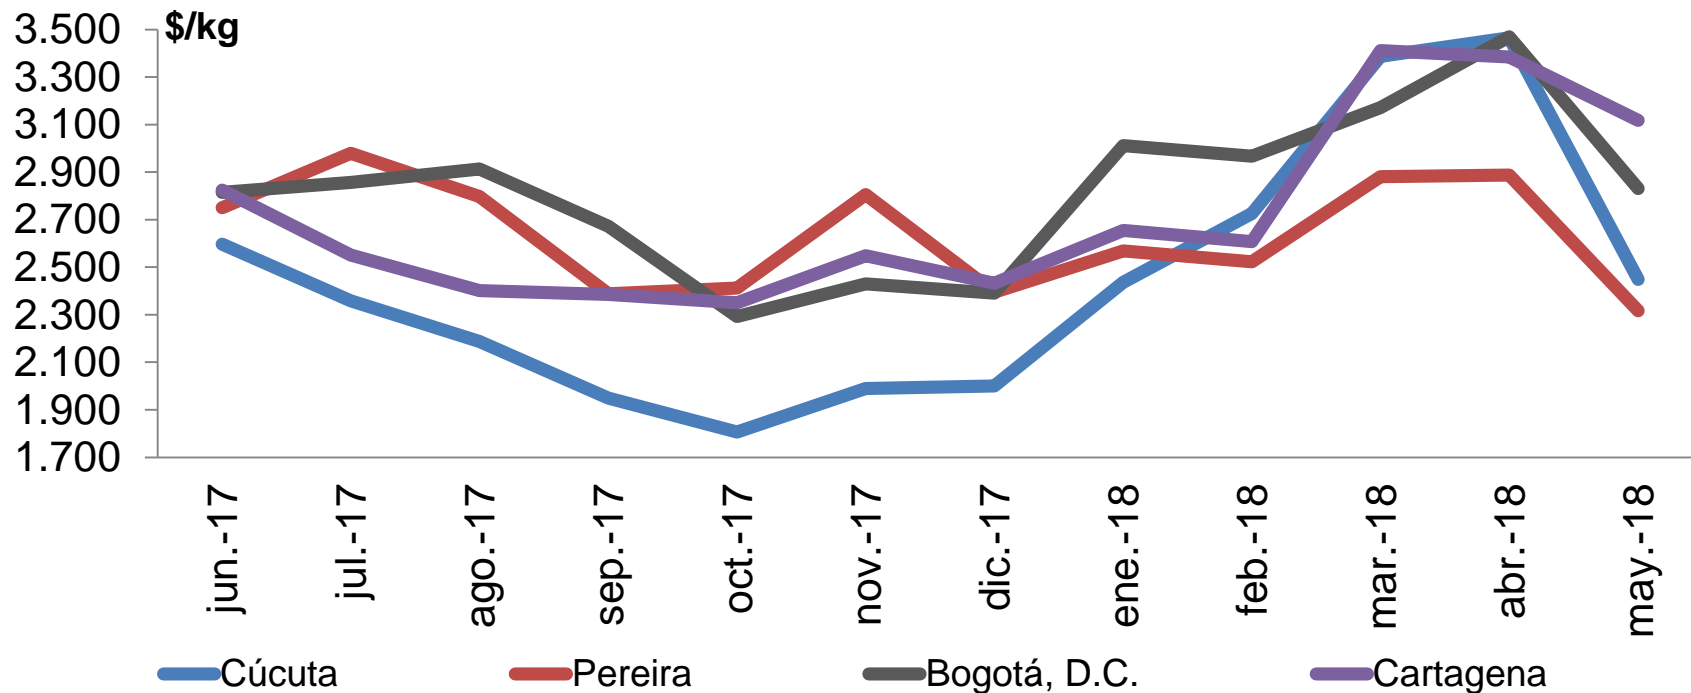 $/kg
3.500
3.300
3.100
2.900
2.700
2.500
2.300
2.100
1.900
1.700
jun.-17
jul.-17
ago.-17
sep.-17
oct.-17
nov.-17
dic.-17
ene.-18
feb.-18
mar.-18
abr.-18
may.-18
Cúcuta Pereira Bogotá, D.C. Cartagena